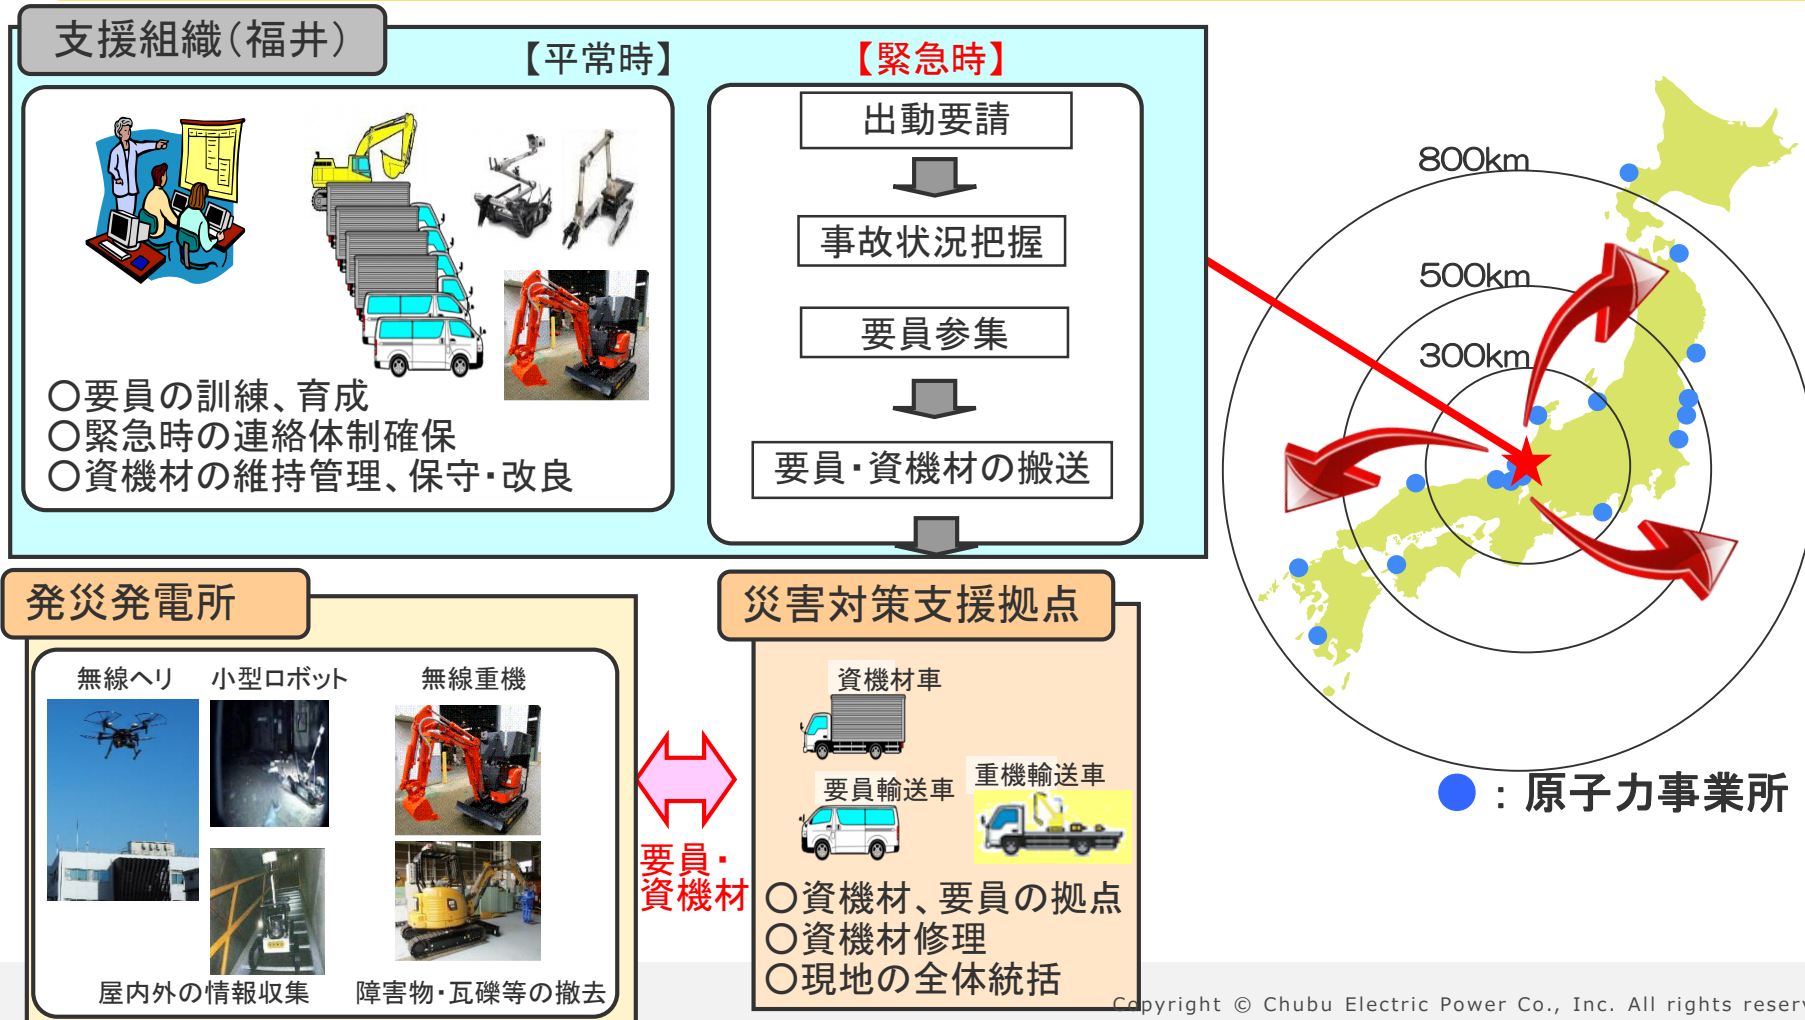 支援組織(福井)
【平常時】
【緊急時】
○要員の訓練、育成
○緊急時の連絡体制確保
○資機材の維持管理、保守・改良
出動要請
事故状況把握
要員参集
要員・資機材の搬送
800km
500km
300km
：原子力事業所
発災発電所
無線ヘリ
小型ロボット
無線重機
屋内外の情報収集
障害物・瓦礫等の撤去
要員・
資機材
災害対策支援拠点
資機材車
要員輸送車
重機輸送車
○資機材、要員の拠点
○資機材修理
○現地の全体統括
Copyright © Chubu Electric Power Co., Inc. All rights reserv